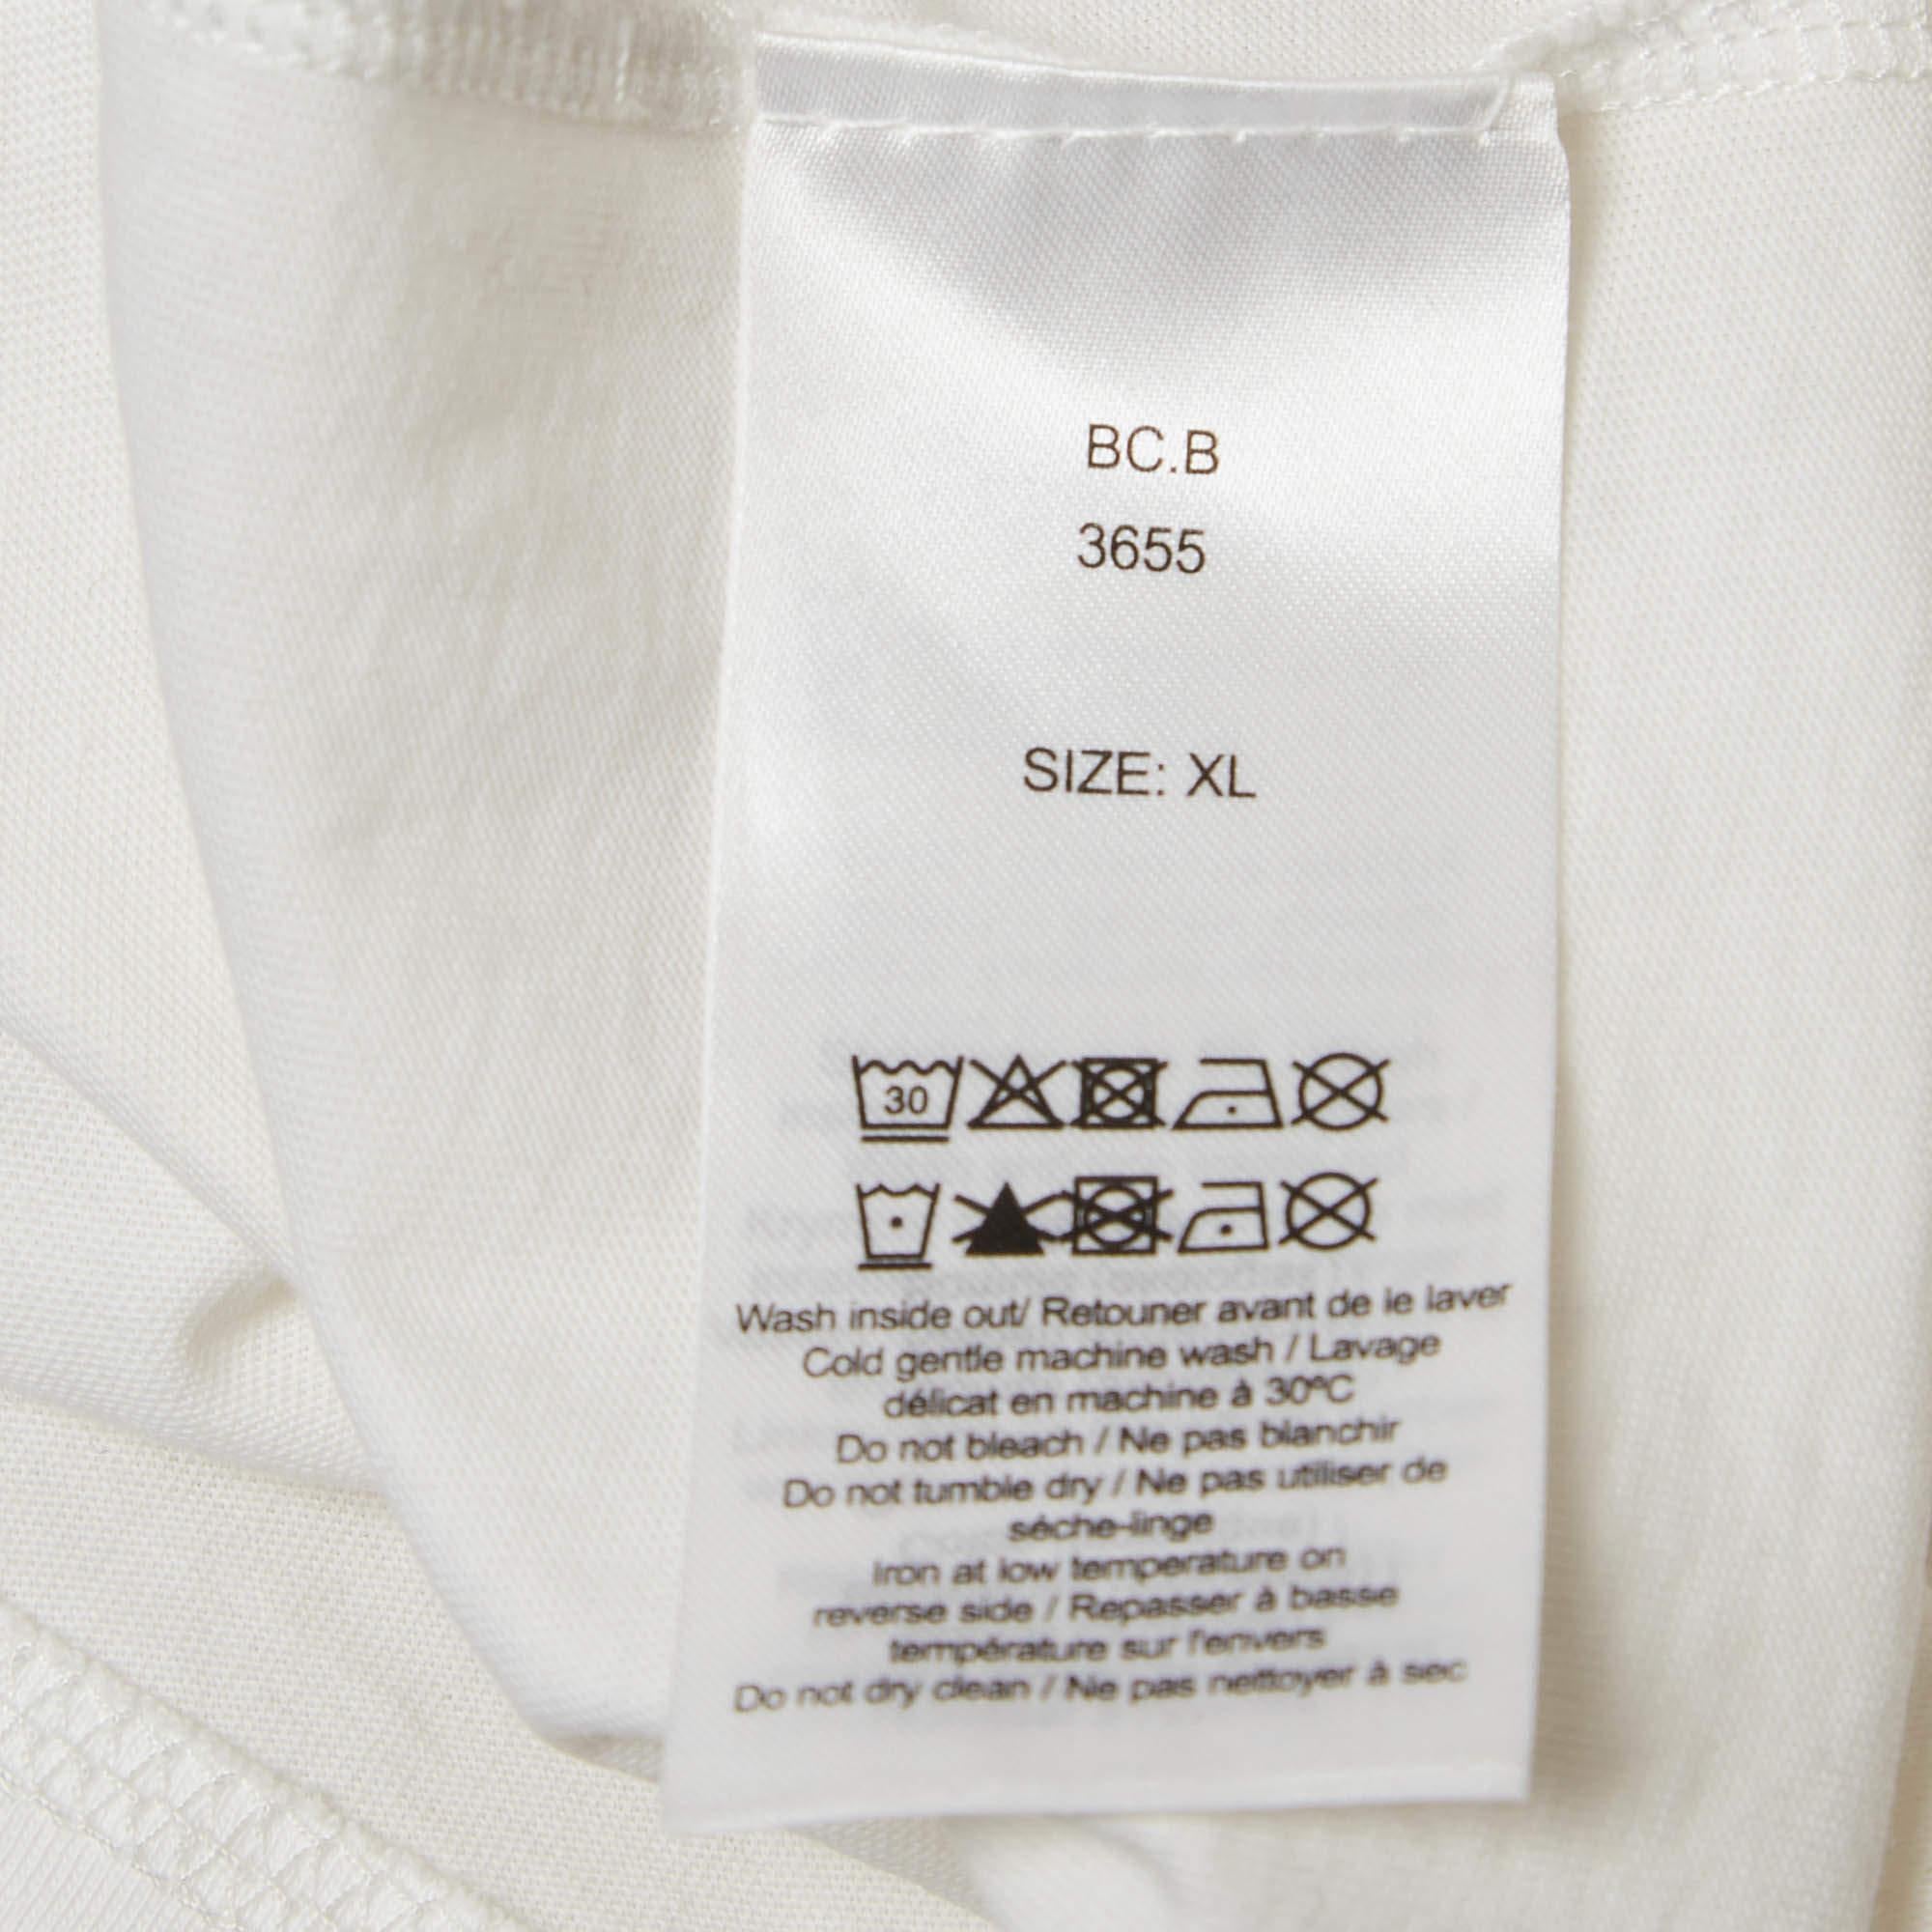 BC.B
3655
SIZE: XL
30
Wash inside out/ Retouner avant de le laver
Cold gentle machine wash / Lavage
délicat en machine à 30ºC
Do not bleach / Ne pas blanchir
Do not tumble dry / Ne pas utiliser de
séche-linge
Iron at low temperature on
reverse side / Repasser à basse
température sur l'envers
Do not dry clean / Ne pas nettoyer à sec